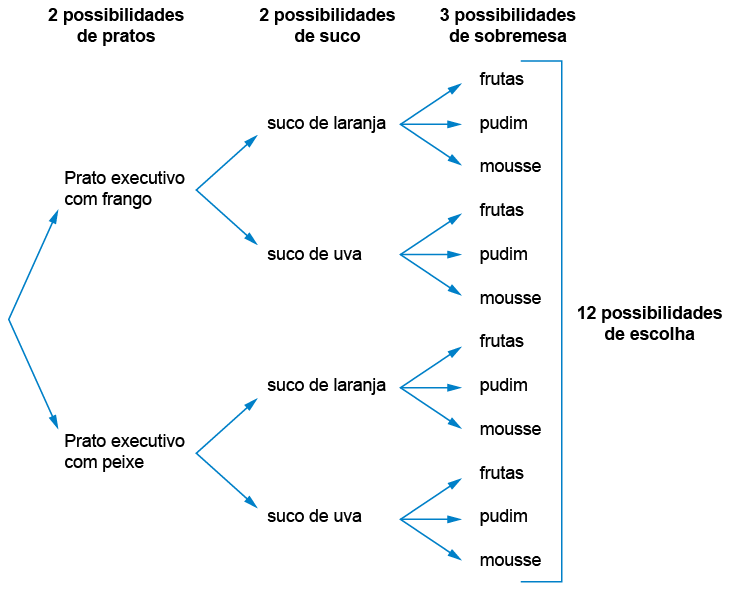 2 possibilidades
de pratos
2 possibilidades
de suco
3 possibilidades
de sobremesa
Prato executivo
com frango
suco de laranja
frutas
pudim
mousse
suco de uva
frutas
pudim
mousse
Prato executivo
com peixe
suco de laranja
frutas
pudim
mousse
suco de uva
frutas
pudim
mousse
12 possibilidades
de escolha